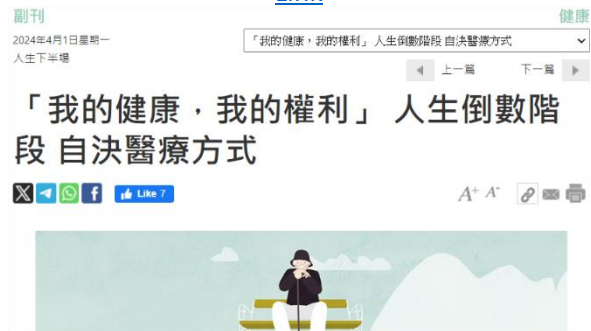 副刊
健康
2024年4月1日星期一
「我的健康，我的權利」 人生倒數階段 自決醫療方式
人生下半場
上一篇
下一篇
「我的健康，我的權利」 人生倒數階
段 自決醫療方式
Like 7
A+ A-